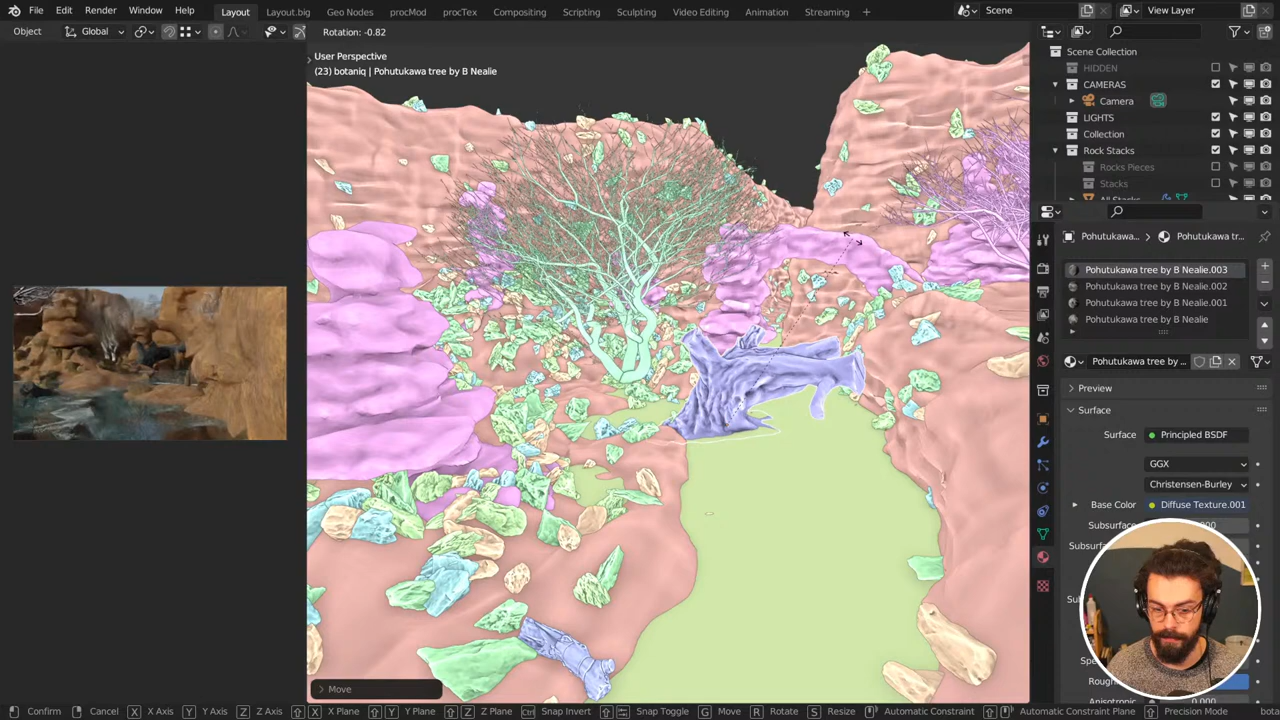 File Edit Render Window Help Layout Layout.big Geo Nodes procMod procTex Compositing Scripting Sculpting Video Editing Animation Streaming + Scene View Layer
Object Global Rotation: -0.82
User Perspective
(23) botaniq | Pohutukawa tree by B Nealie
Scene Collection
HIDDEN
CAMERAS
Camera
LIGHTS
Collection
Rock Stacks
Rocks Pieces
Stacks
All Stacks
Pohutukawa... Pohutukawa tr...
Pohutukawa tree by B Nealie.003
Pohutukawa tree by B Nealie.002
Pohutukawa tree by B Nealie.001
Pohutukawa tree by B Nealie
Pohutukawa tree by ...
Preview
Surface
Surface Principled BSDF
GGX
Christensen-Burley
Base Color Diffuse Texture.001
Subsurface
Move
Confirm Cancel X X Axis Y Y Axis Z Z Axis X X Plane Y Y Plane Z Z Plane Ctrl Snap Invert Snap Toggle G Move R Rotate S Resize Automatic Constraint Automatic Constraint Plane Precision Mode